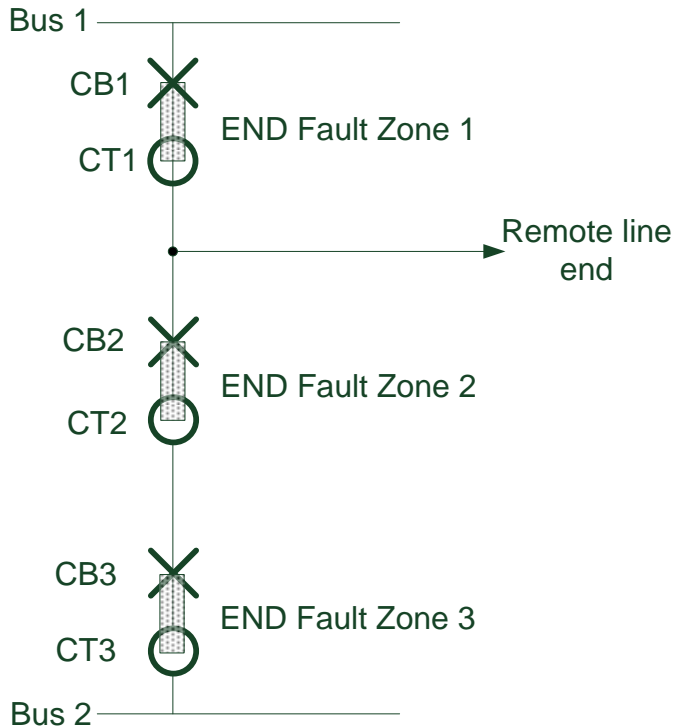 Bus 1
CB1
END Fault Zone 1
CT1
Remote line
end
CB2
END Fault Zone 2
CT2
CB3
END Fault Zone 3
CT3
Bus 2